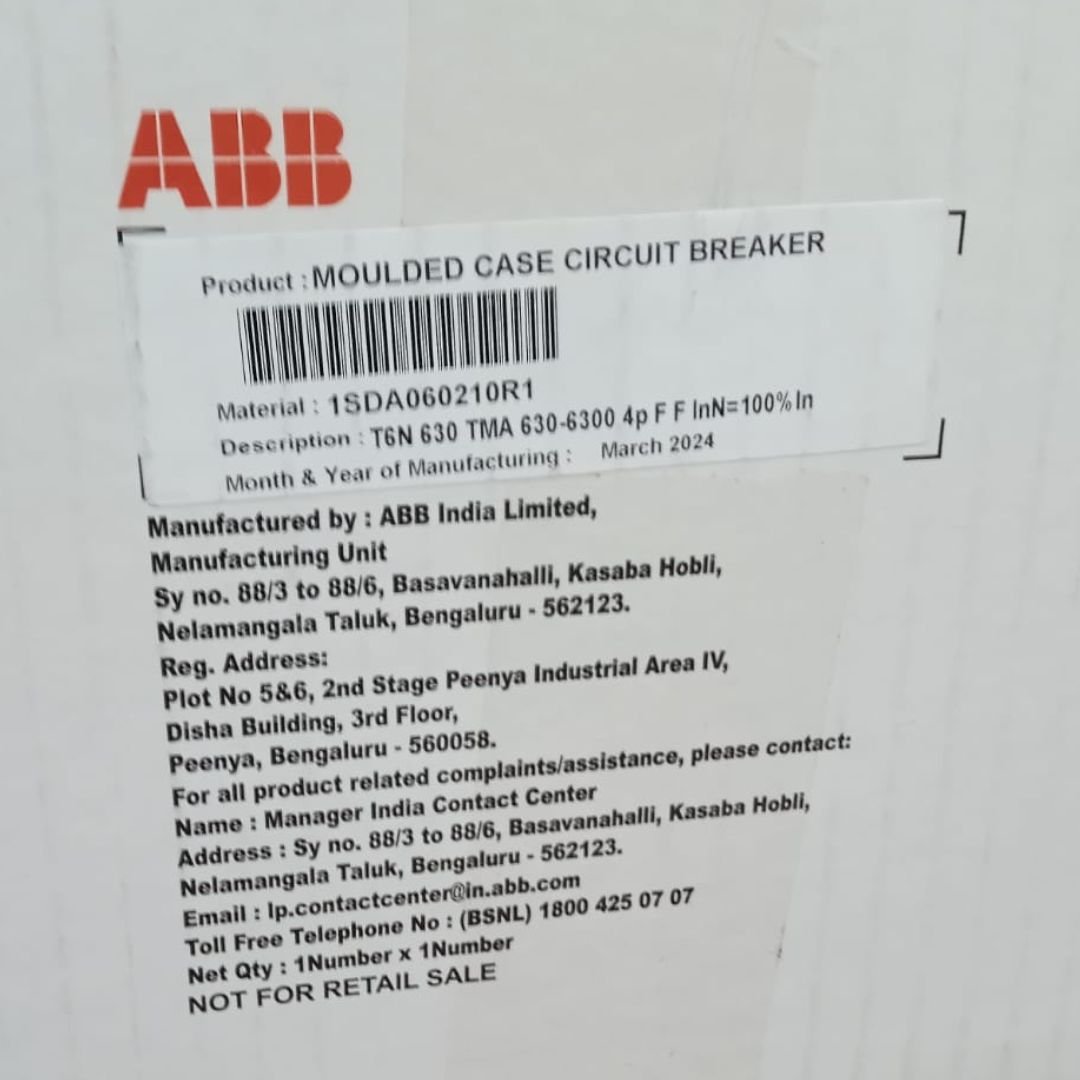 ABB
Product : MOULDED CASE CIRCUIT BREAKER
Material : 1SDA060210R1
Description : T6N 630 TMA 630-6300 4p F F InN=100% In
Month & Year of Manufacturing : March 2024
Manufactured by : ABB India Limited,
Manufacturing Unit
Sy no. 88/3 to 88/6, Basavanahalli, Kasaba Hobli,
Nelamangala Taluk, Bengaluru - 562123.
Reg. Address:
Plot No 5&6, 2nd Stage Peenya Industrial Area IV,
Disha Building, 3rd Floor,
Peenya, Bengaluru - 560058.
For all product related complaints/assistance, please contact:
Name : Manager India Contact Center
Address : Sy no. 88/3 to 88/6, Basavanahalli, Kasaba Hobli,
Nelamangala Taluk, Bengaluru - 562123.
Email : lp.contactcenter@in.abb.com
Toll Free Telephone No : (BSNL) 1800 425 07 07
Net Qty : 1Number x 1Number
NOT FOR RETAIL SALE